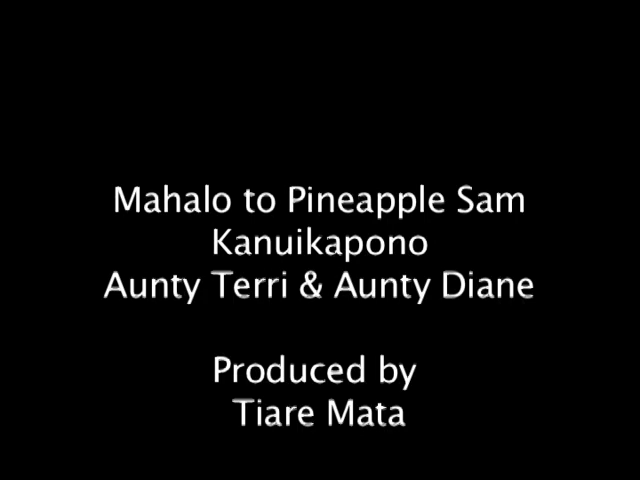 Mahalo to Pineapple Sam
Kanuikapono
Aunty Terri & Aunty Diane
Produced by
Tiare Mata